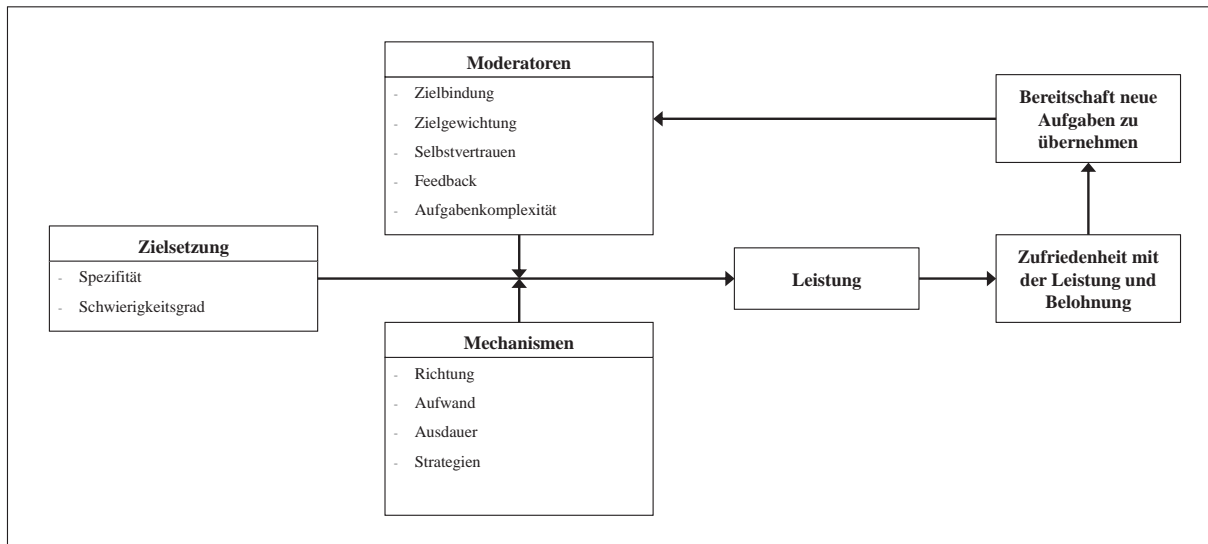 Moderatoren
- Zielbindung
- Zielgewichtung
- Selbstvertrauen
- Feedback
- Aufgabenkomplexität
Bereitschaft neue
Aufgaben zu
übernehmen
Zielsetzung
- Spezifität
- Schwierigkeitsgrad
Leistung
Zufriedenheit mit
der Leistung und
Belohnung
Mechanismen
- Richtung
- Aufwand
- Ausdauer
- Strategien